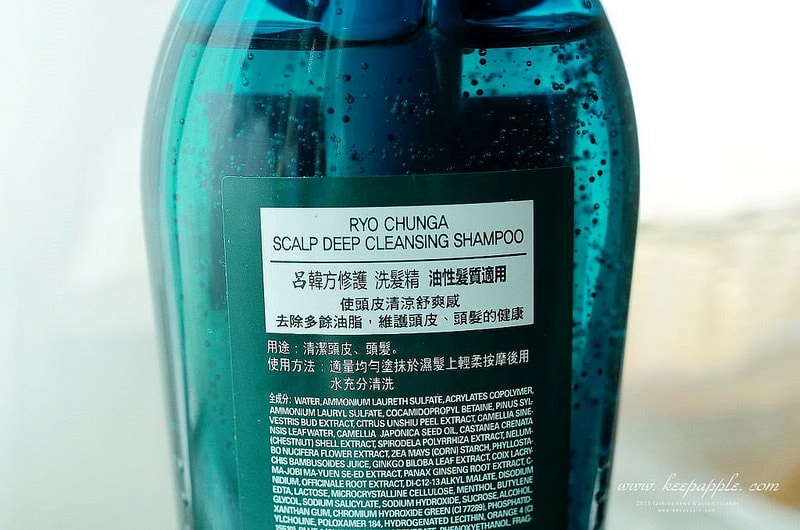 RYO CHUNGA
SCALP DEEP CLEANSING SHAMPOO
呂韓方修護 洗髮精 油性髮質適用
使頭皮清涼舒爽感
去除多餘油脂，維護頭皮、頭髮的健康
用途：清潔頭皮、頭髮。
使用方法：適量均勻塗抹於濕髮上輕柔按摩後用
水充分清洗
全成分：WATER, AMMONIUM LAURETH SULFATE, ACRYLATES COPOLYMER,
AMMONIUM LAURYL SULFATE, COCAMIDOPROPYL BETAINE, PINUS SYL-
VESTRIS BUD EXTRACT, CITRUS UNSHIU PEEL EXTRACT, CAMELLIA SINE-
NSIS LEAFWATER, CAMELLIA JAPONICA SEED OIL, CASTANEA CRENATA
(CHESTNUT) SHELL EXTRACT, SPIRODELA POLYRRHIZA EXTRACT, NELUM-
BO NUCIFERA FLOWER EXTRACT, ZEA MAYS (CORN) STARCH, PHYLLOSTA-
CHIS BAMBUSOIDES JUICE, GINKGO BILOBA LEAF EXTRACT, COIX LACRY-
MA-JOBI MA-YUEN SE-ED EXTRACT, PANAX GINSENG ROOT EXTRACT, C-
NIDIUM, OFFICINALE ROOT EXTRACT, DI-C12-13 ALKYL MALATE, DISODIUM
EDTA, LACTOSE, MICROCRYSTALLINE CELLULOSE, MENTHOL, BUTYLENE
GLYCOL, SODIUM SALICYLATE, SODIUM HYDROXIDE, SUCROSE, ALCOHOL,
XANTHAN GUM, CHROMIUM HYDROXIDE GREEN (CI 77289), PHOSPHATID-
YLCHOLINE, POLOXAMER 184, HYDROGENATED LECITHIN, ORANGE 4 (CI
15510), PHENOXYETHANOL, FRAG-
www.keepapple.com
www.keepapple.com